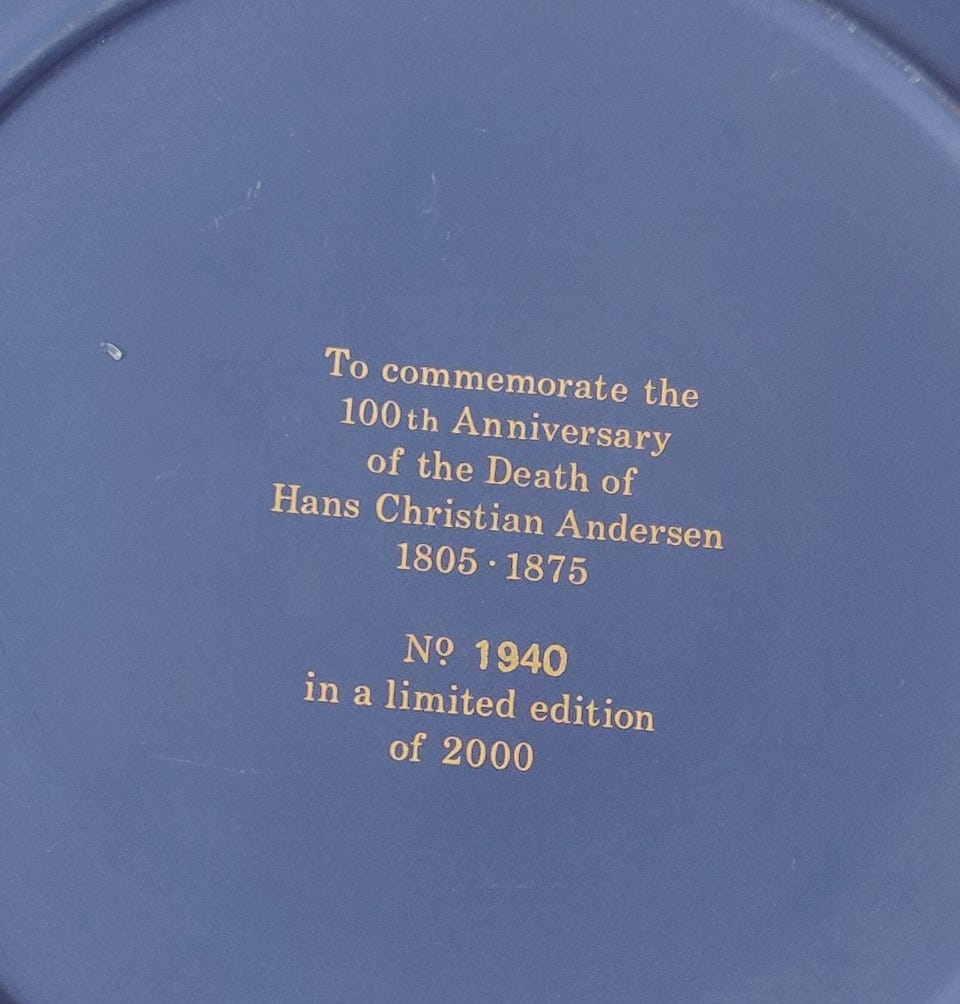 To commemorate the
100th Anniversary
of the Death of
Hans Christian Andersen
1805 · 1875
Nº 1940
in a limited edition
of 2000